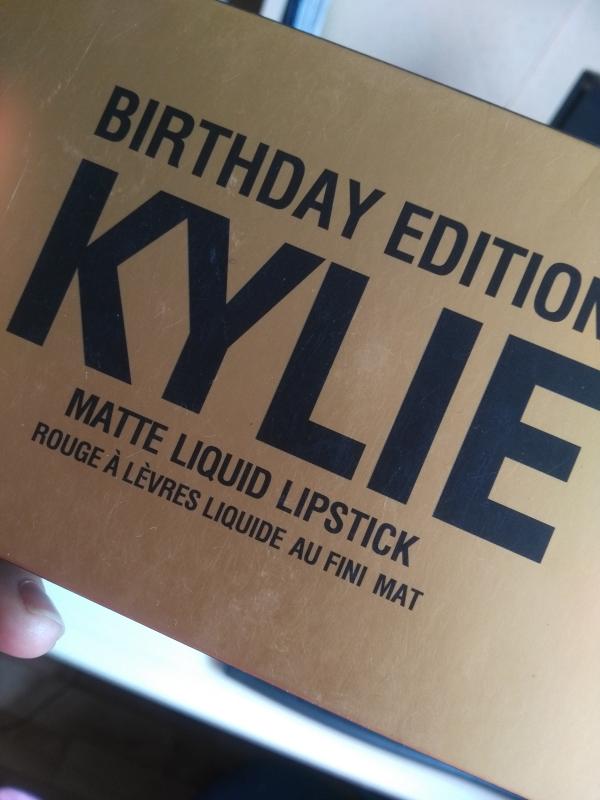 BIRTHDAY EDITION
KYLIE
MATTE LIQUID LIPSTICK
ROUGE À LÈVRES LIQUIDE AU FINI MAT